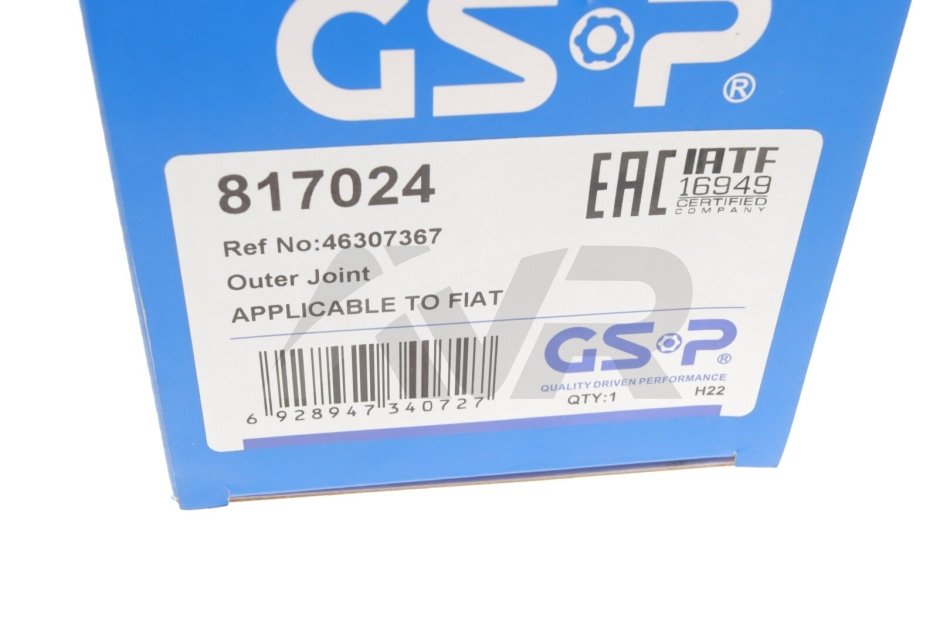 GSP®
817024
EAC
IATF
16949
CERTIFIED
COMPANY
Ref No:46307367
Outer Joint
APPLICABLE TO FIAT
VR
GSP®
QUALITY DRIVEN PERFORMANCE
QTY:1 H22
6 928947 340727